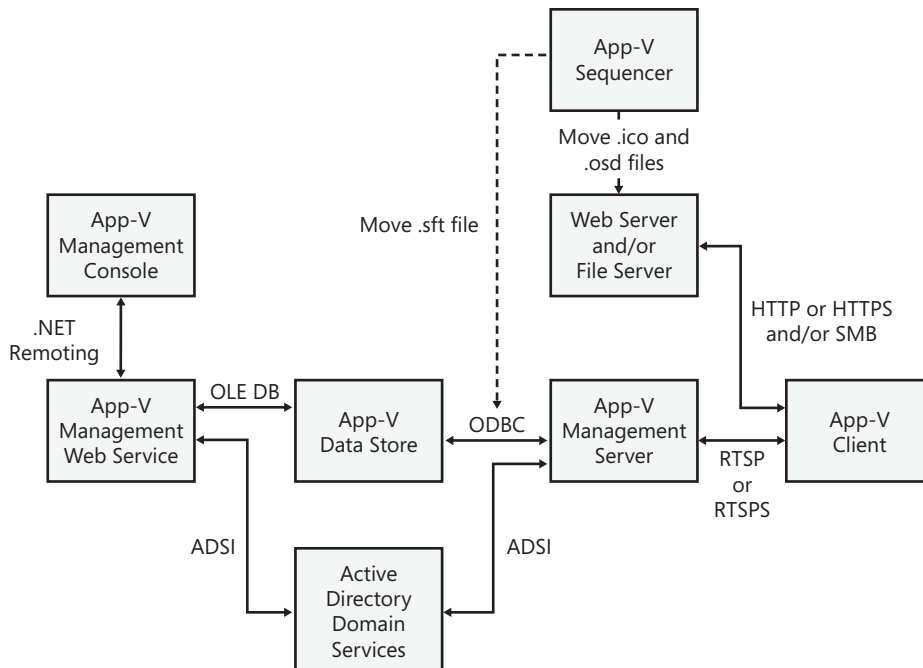 App-V
Sequencer
Move .ico and
.osd files
Move .sft file
Web Server
and/or
File Server
App-V
Management
Console
HTTP or HTTPS
and/or SMB
.NET
Remoting
App-V
Management
Web Service
OLE DB
App-V
Data Store
ODBC
App-V
Management
Server
RTSP
or
RTSPS
App-V
Client
ADSI
Active
Directory
Domain
Services
ADSI